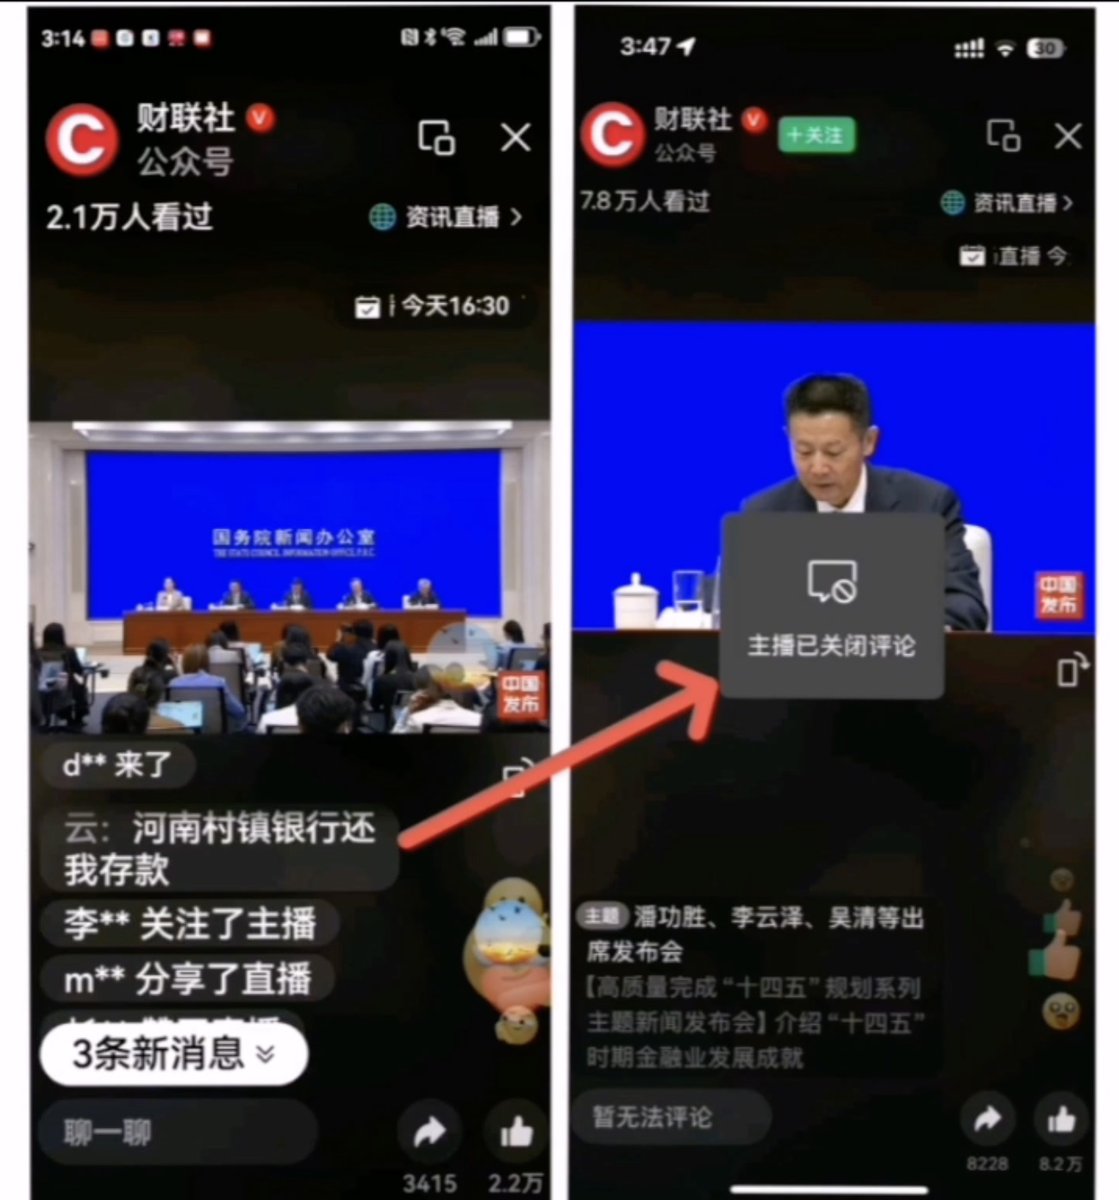 3:14
财联社
公众号
2.1万人看过
资讯直播
今天16:30
国务院新闻办公室
THE STATE COUNCIL INFORMATION OFFICE, P.R.C
中国
发布
d** 来了
云：河南村镇银行还
我存款
李** 关注了主播
m** 分享了直播
3条新消息
聊一聊
3415
2.2万
3:47
30
财联社
+关注
公众号
7.8万人看过
资讯直播
直播 今
主播已关闭评论
中国
发布
主题 潘功胜、李云泽、吴清等出
席发布会
【高质量完成“十四五”规划系列
主题新闻发布会】介绍“十四五”
时期金融业发展成就
暂无法评论
8228
8.2万